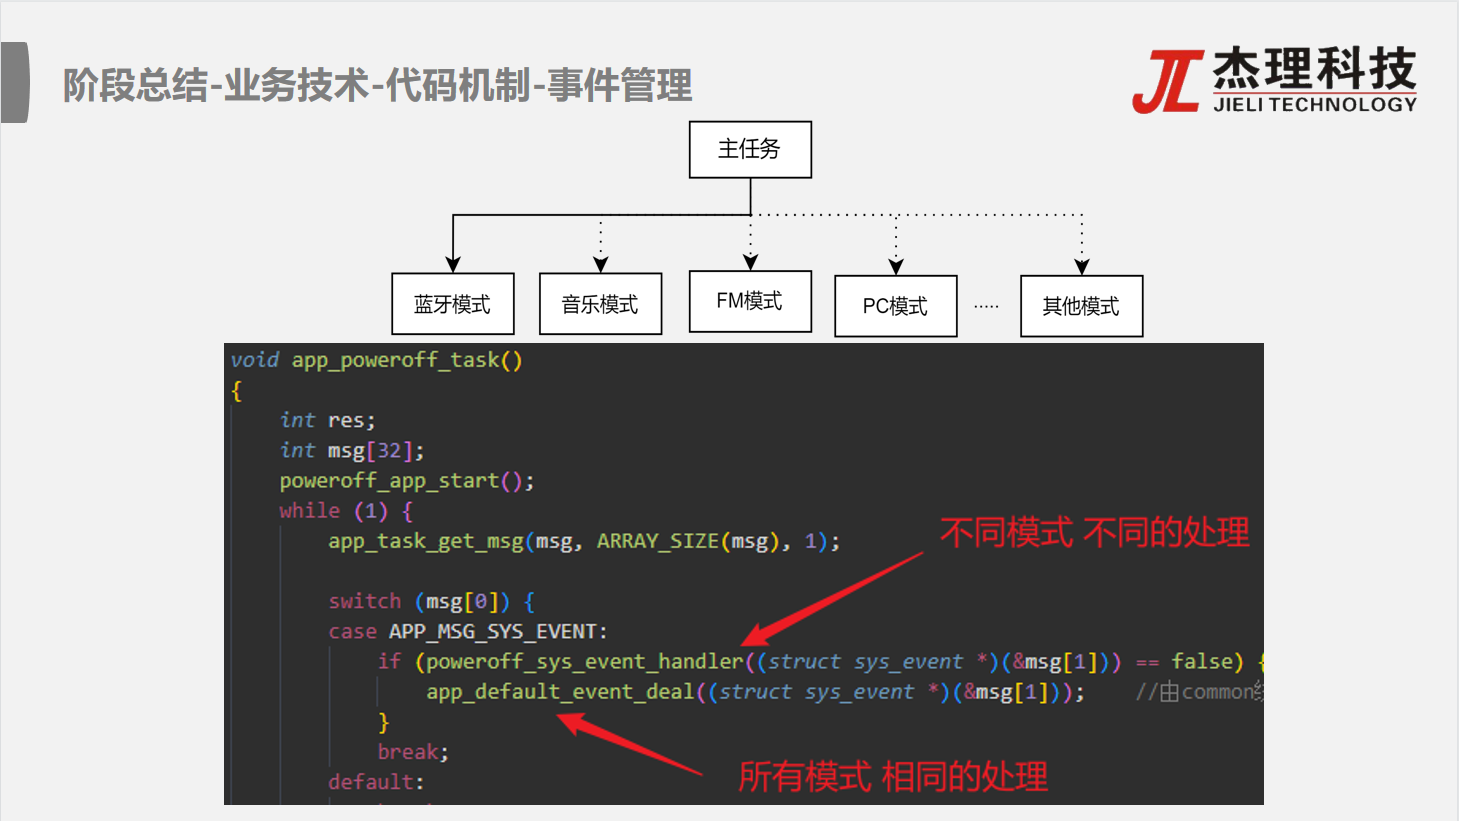 阶段总结-业务技术-代码机制-事件管理
杰理科技
JIELI TECHNOLOGY
主任务
蓝牙模式
音乐模式
FM模式
PC模式
.....
其他模式
void app_poweroff_task()
{
int res;
int msg[32];
poweroff_app_start();
while (1) {
app_task_get_msg(msg, ARRAY_SIZE(msg), 1);
不同模式 不同的处理
switch (msg[0]) {
case APP_MSG_SYS_EVENT:
if (poweroff_sys_event_handler((struct sys_event *)(&msg[1])) == false) {
app_default_event_deal((struct sys_event *)(&msg[1])); //由common
}
break;
所有模式 相同的处理
default: